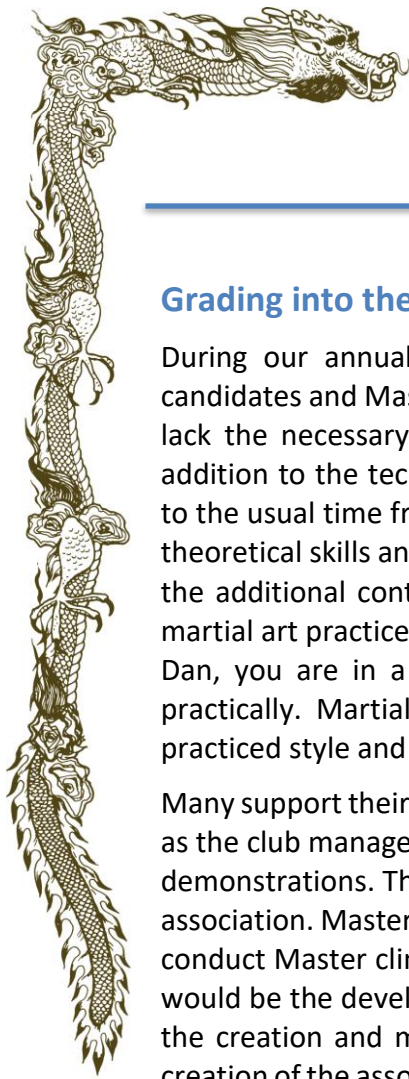 Grading into the
During our annual
candidates and Mas
lack the necessary
addition to the tec
to the usual time fr
theoretical skills an
the additional cont
martial art practice
Dan, you are in a
practically. Martial
practiced style and
Many support their
as the club manage
demonstrations. Th
association. Master
conduct Master clin
would be the devel
the creation and m
creation of the asso